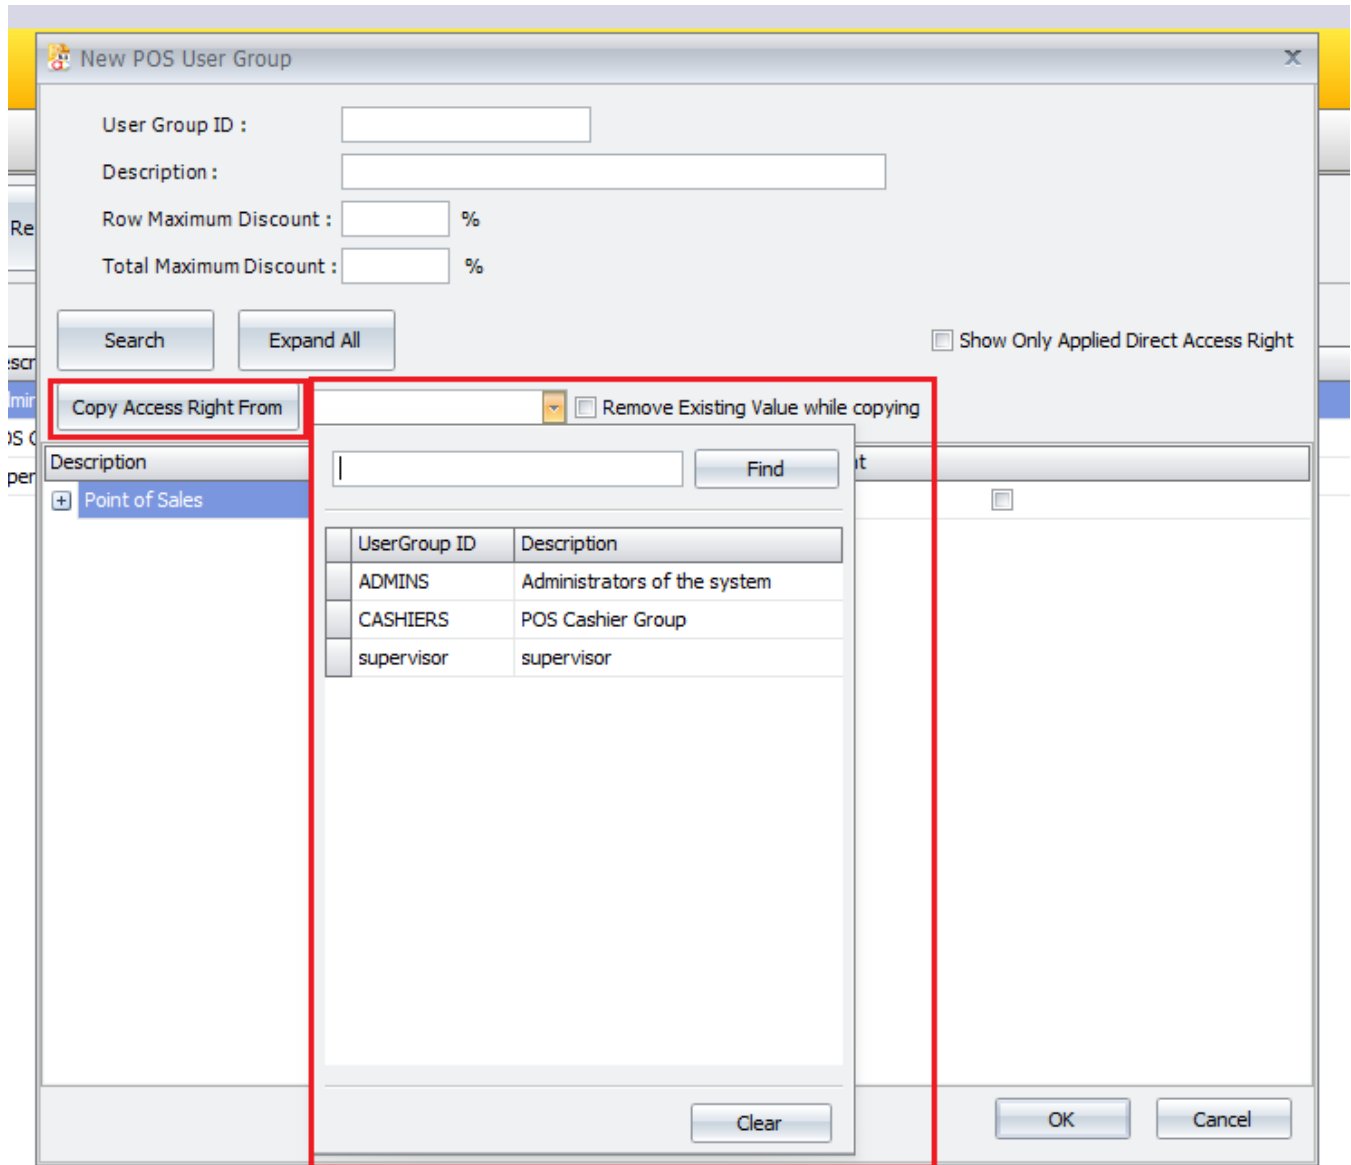 New POS User Group
x
User Group ID :
Description :
Row Maximum Discount : %
Total Maximum Discount : %
Re
Search Expand All Show Only Applied Direct Access Right
Copy Access Right From Remove Existing Value while copying
Description
Find
Point of Sales
UserGroup ID Description
ADMINS Administrators of the system
CASHIERS POS Cashier Group
supervisor supervisor
Clear
OK Cancel